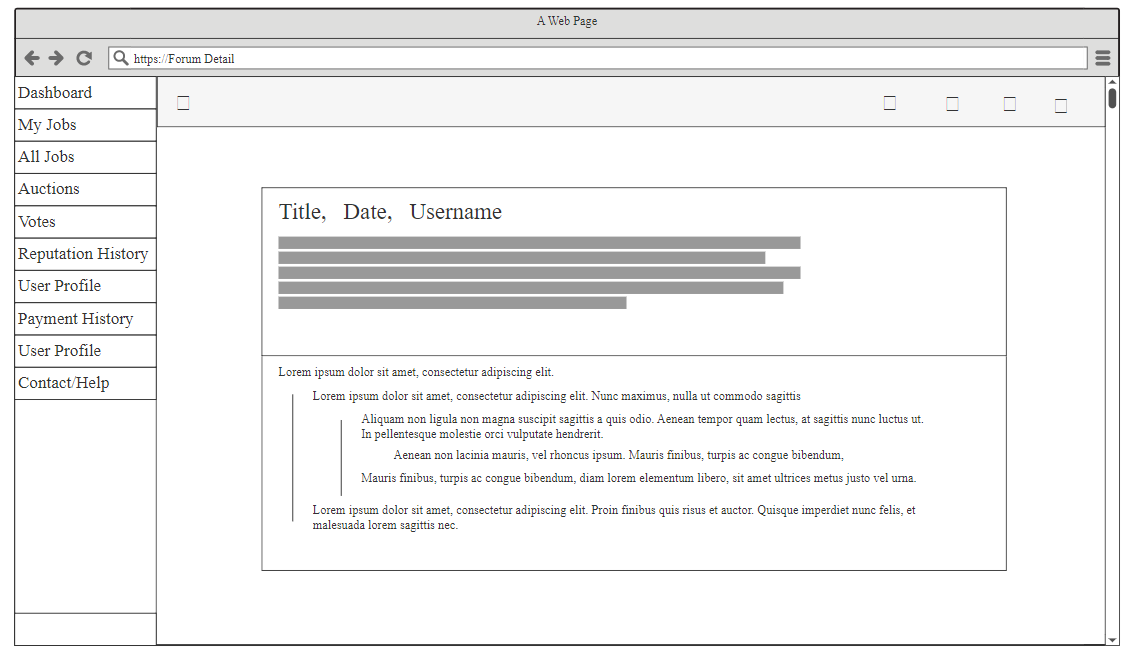 A Web Page
https://Forum Detail
Dashboard
My Jobs
All Jobs
Auctions
Votes
Reputation History
User Profile
Payment History
User Profile
Contact/Help
Title, Date, Username
Lorem ipsum dolor sit amet, consectetur adipiscing elit.
Lorem ipsum dolor sit amet, consectetur adipiscing elit. Nunc maximus, nulla ut commodo sagittis
Aliquam non ligula non magna suscipit sagittis a quis odio. Aenean tempor quam lectus, at sagittis nunc luctus ut.
In pellentesque molestie orci vulputate hendrerit.
Aenean non lacinia mauris, vel rhoncus ipsum. Mauris finibus, turpis ac congue bibendum,
Mauris finibus, turpis ac congue bibendum, diam lorem elementum libero, sit amet ultrices metus justo vel urna.
Lorem ipsum dolor sit amet, consectetur adipiscing elit. Proin finibus quis risus et auctor. Quisque imperdiet nunc felis, et
malesuada lorem sagittis nec.